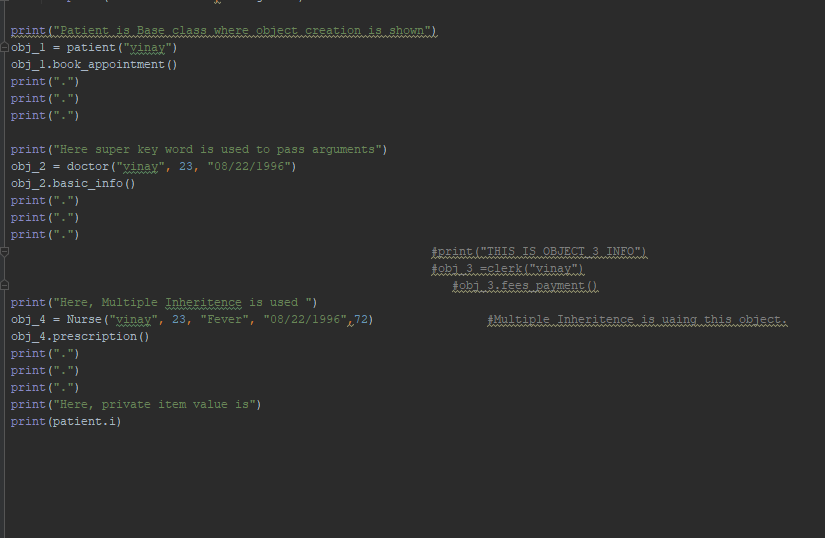 print("Patient is Base class where object creation is shown")
obj_1 = patient("vinay")
obj_1.book_appointment()
print(".")
print(".")
print(".")
print("Here super key word is used to pass arguments")
obj_2 = doctor("vinay", 23, "08/22/1996")
obj_2.basic_info()
print(".")
print(".")
print(".")
#print("THIS IS OBJECT 3 INFO")
#obj_3 =clerk("vinay")
#obj_3.fees_payment()
print("Here, Multiple Inheritence is used ")
obj_4 = Nurse("vinay", 23, "Fever", "08/22/1996",72) #Multiple Inheritence is uaing this object.
obj_4.prescription()
print(".")
print(".")
print(".")
print("Here, private item value is")
print(patient.i)